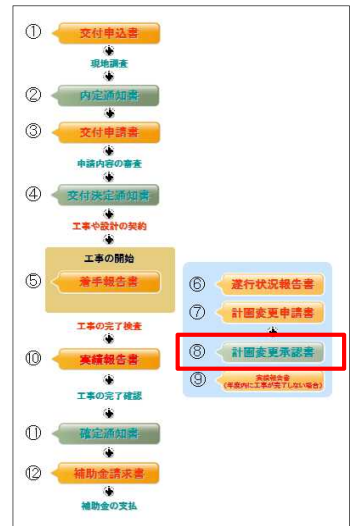 ① 交付申込書
現地調査
② 内定通知書
③ 交付申請書
申請内容の審査
④ 交付決定通知書
工事や設計の契約
工事の開始
⑤ 着手報告書
⑥ 遂行状況報告書
⑦ 計画変更申請書
⑧ 計画変更承認書
⑨ 実績報告書
(年度内に工事が完了しない場合)
工事の完了検査
⑩ 実績報告書
工事の完了確認
⑪ 確定通知書
⑫ 補助金請求書
補助金の支払